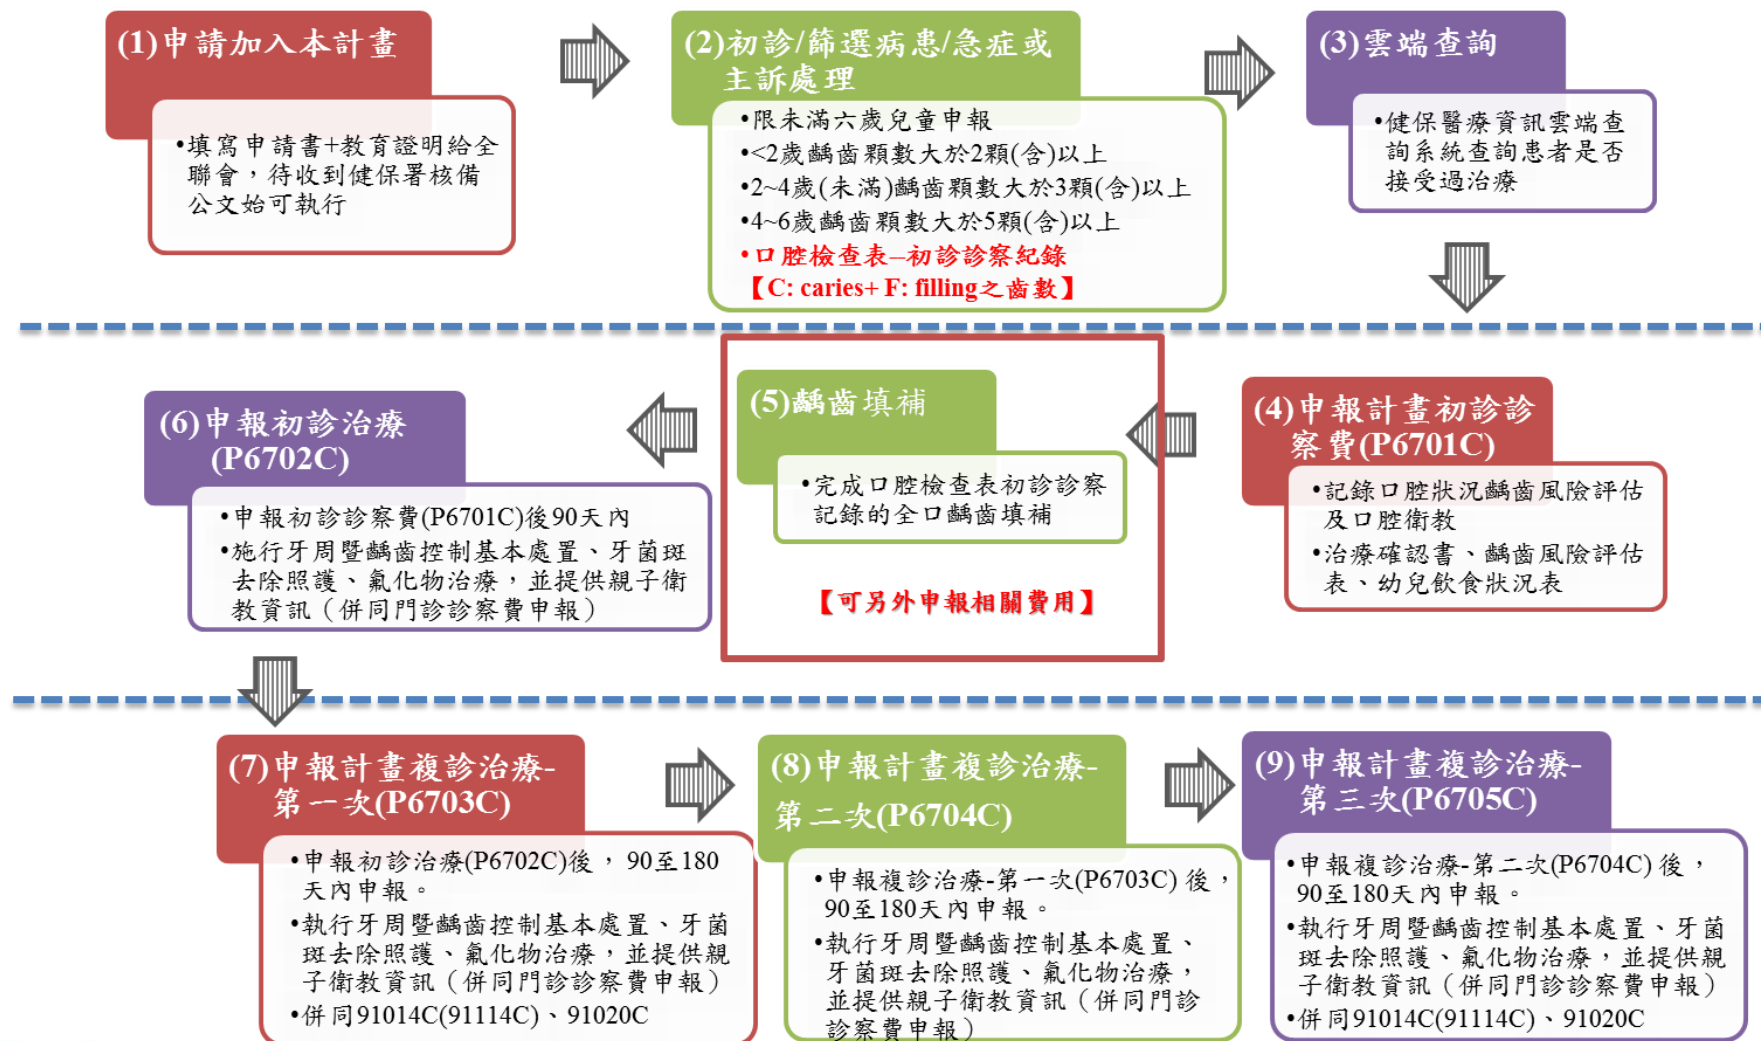 (1)申請加入本計畫
•填寫申請書+教育證明給全
聯會，待收到健保署核備
公文始可執行
(2)初診/篩選病患/急症或
主訴處理
•限未滿六歲兒童申報
•<2歲齲齒顆數大於2顆(含)以上
•2~4歲(未滿)齲齒顆數大於3顆(含)以上
•4~6歲齲齒顆數大於5顆(含)以上
•口腔檢查表–初診診察紀錄
【C: caries+ F: filling之齒數】
(3)雲端查詢
•健保醫療資訊雲端查
詢系統查詢患者是否
接受過治療
(4)申報計畫初診診
察費(P6701C)
•記錄口腔狀況齲齒風險評估
及口腔衛教
•治療確認書、齲齒風險評估
表、幼兒飲食狀況表
(5)齲齒填補
•完成口腔檢查表初診診察
記錄的全口齲齒填補
【可另外申報相關費用】
(6)申報初診治療
(P6702C)
•申報初診診察費(P6701C)後90天內
•施行牙周暨齲齒控制基本處置、牙菌斑
去除照護、氟化物治療，並提供親子衛
教資訊（併同門診診察費申報）
(7)申報計畫複診治療-
第一次(P6703C)
•申報初診治療(P6702C)後， 90至180
天內申報。
•執行牙周暨齲齒控制基本處置、牙菌
斑去除照護、氟化物治療，並提供親
子衛教資訊（併同門診診察費申報）
•併同91014C(91114C)、91020C
(8)申報計畫複診治療-
第二次(P6704C)
•申報複診治療-第一次(P6703C) 後，
90至180天內申報。
•執行牙周暨齲齒控制基本處置、
牙菌斑去除照護、氟化物治療，
並提供親子衛教資訊（併同門診
診察費申報）
(9)申報計畫複診治療-
第三次(P6705C)
•申報複診治療-第二次(P6704C) 後，
90至180天內申報。
•執行牙周暨齲齒控制基本處置、牙菌
斑去除照護、氟化物治療，並提供親
子衛教資訊（併同門診診察費申報）
•併同91014C(91114C)、91020C